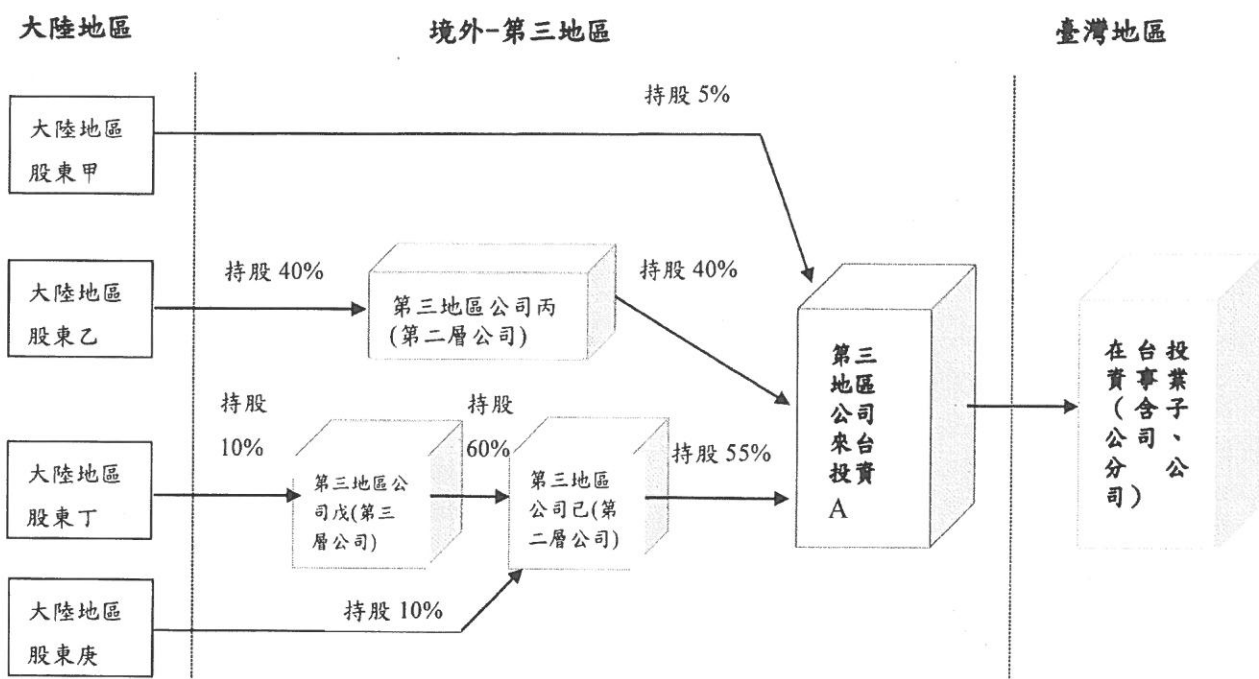 大陸地區
境外-第三地區
臺灣地區
大陸地區
股東甲
持股 5%
大陸地區
股東乙
持股 40%
第三地區公司丙
(第二層公司)
持股 40%
大陸地區
股東丁
持股
10%
第三地區公
司戊(第三
層公司)
持股
60%
第三地區
公司己(第
二層公司)
持股 55%
大陸地區
股東庚
持股 10%
第三
地區
公司
來台
投資
A
在台投
資事業
(含子
公司、
分公
司)